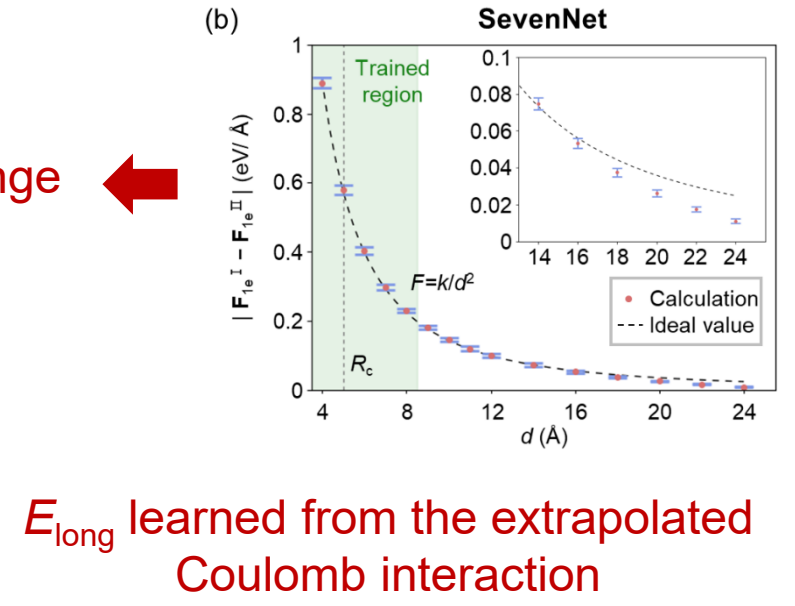 (b)
SevenNet
nge
| F1e^I – F1e^II | (eV/ Å)
1
0.8
0.6
0.4
0.2
0
Trained
region
F=k/d²
Rc
4 8 12 16 20 24
d (Å)
0.1
0.08
0.06
0.04
0.02
0
14 16 18 20 22 24
Calculation
Ideal value
Elong learned from the extrapolated
Coulomb interaction